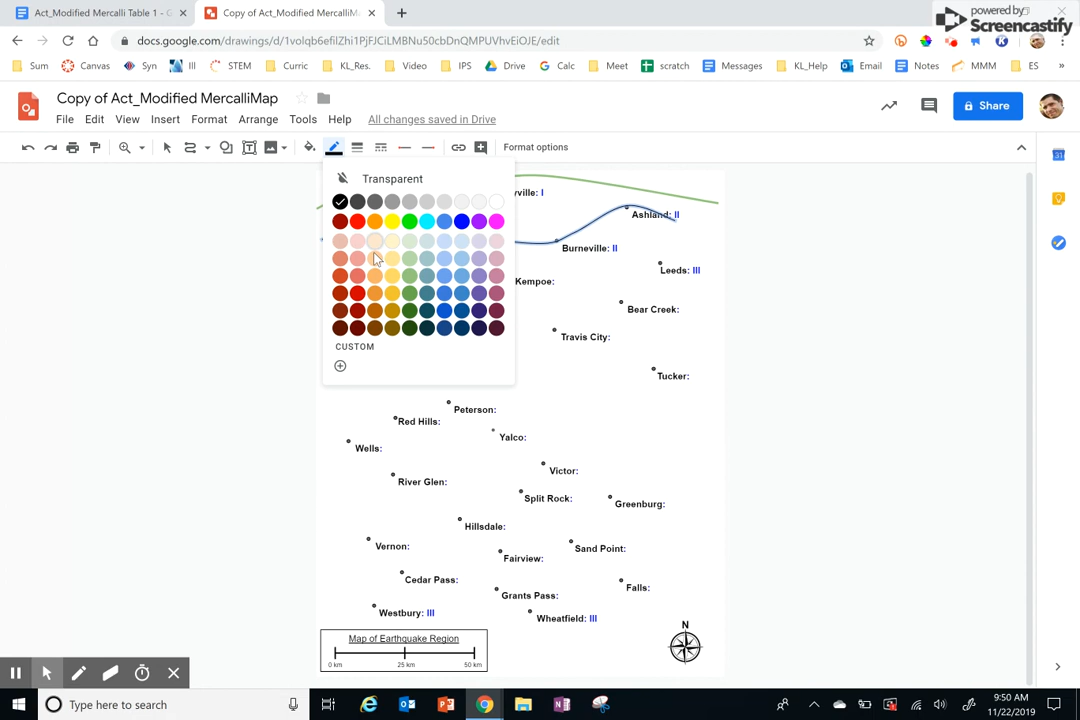 Act_Modified Mercalli Table 1 - G
Copy of Act_Modified MercalliMa
powered by
Screencastify
docs.google.com/drawings/d/1volqb6efilZhi1PjFJCiLMBNu50cbDnQMPUVhvEiOJE/edit
Sum Canvas Syn Ill STEM Curric KL_Res. Video IPS Drive Calc Meet scratch Messages KL_Help Email Notes MMM ES »
Copy of Act_Modified MercalliMap
Share
File Edit View Insert Format Arrange Tools Help All changes saved in Drive
Format options
Transparent
CUSTOM
yville: I
Ashland: II
Burneville: II
Leeds: III
Kempoe:
Bear Creek:
Travis City:
Tucker:
Peterson:
Red Hills:
Yalco:
Wells:
Victor:
River Glen:
Split Rock:
Greenburg:
Hillsdale:
Vernon:
Sand Point:
Fairview:
Cedar Pass:
Falls:
Grants Pass:
Westbury: III
Wheatfield: III
N
Map of Earthquake Region
0 km 25 km 50 km
31
Type here to search
9:50 AM
11/22/2019